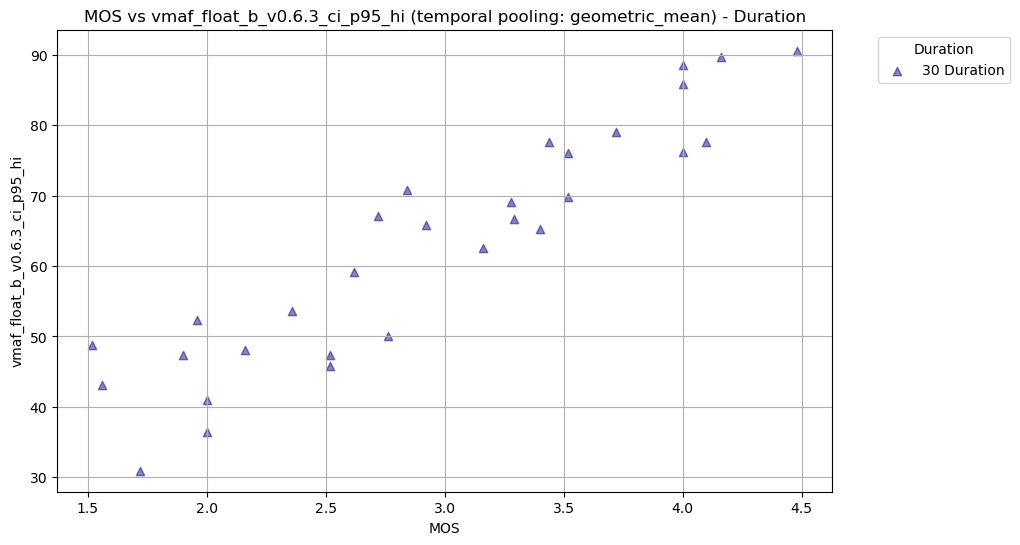 MOS vs vmaf_float_b_v0.6.3_ci_p95_hi (temporal pooling: geometric_mean) - Duration
Duration
30 Duration
vmaf_float_b_v0.6.3_ci_p95_hi
90
80
70
60
50
40
30
1.5 2.0 2.5 3.0 3.5 4.0 4.5
MOS